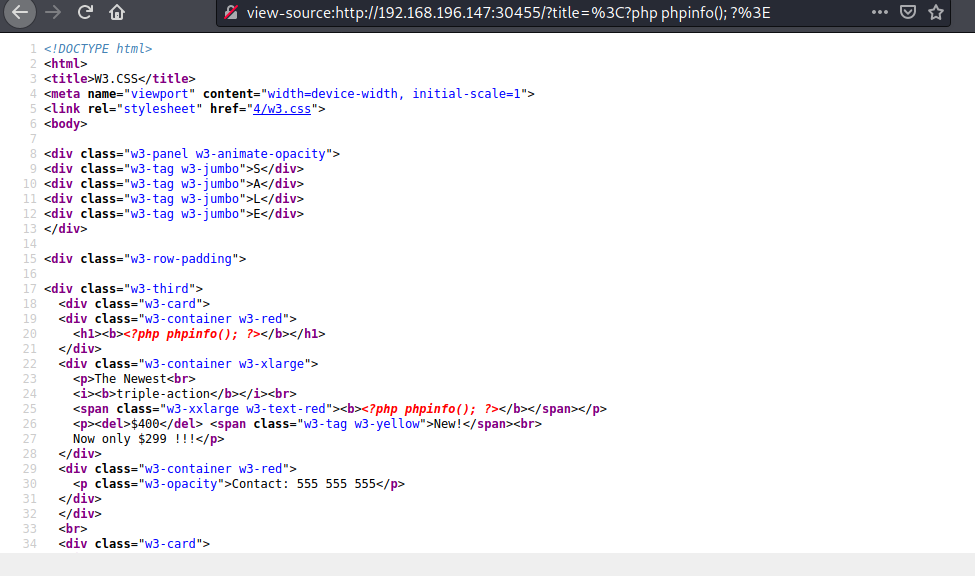 view-source:http://192.168.196.147:30455/?title=%3C?php phpinfo(); ?%3E
1 <!DOCTYPE html>
2 <html>
3 <title>W3.CSS</title>
4 <meta name="viewport" content="width=device-width, initial-scale=1">
5 <link rel="stylesheet" href="4/w3.css">
6 <body>
7
8 <div class="w3-panel w3-animate-opacity">
9 <div class="w3-tag w3-jumbo">S</div>
10 <div class="w3-tag w3-jumbo">A</div>
11 <div class="w3-tag w3-jumbo">L</div>
12 <div class="w3-tag w3-jumbo">E</div>
13 </div>
14
15 <div class="w3-row-padding">
16
17 <div class="w3-third">
18   <div class="w3-card">
19   <div class="w3-container w3-red">
20     <h1><b><?php phpinfo(); ?></b></h1>
21   </div>
22   <div class="w3-container w3-xlarge">
23     <p>The Newest<br>
24     <i><b>triple-action</b></i><br>
25     <span class="w3-xxlarge w3-text-red"><b><?php phpinfo(); ?></b></span></p>
26     <p><del>$400</del> <span class="w3-tag w3-yellow">New!</span><br>
27     Now only $299 !!!</p>
28   </div>
29   <div class="w3-container w3-red">
30     <p class="w3-opacity">Contact: 555 555 555</p>
31   </div>
32   </div>
33   <br>
34   <div class="w3-card">